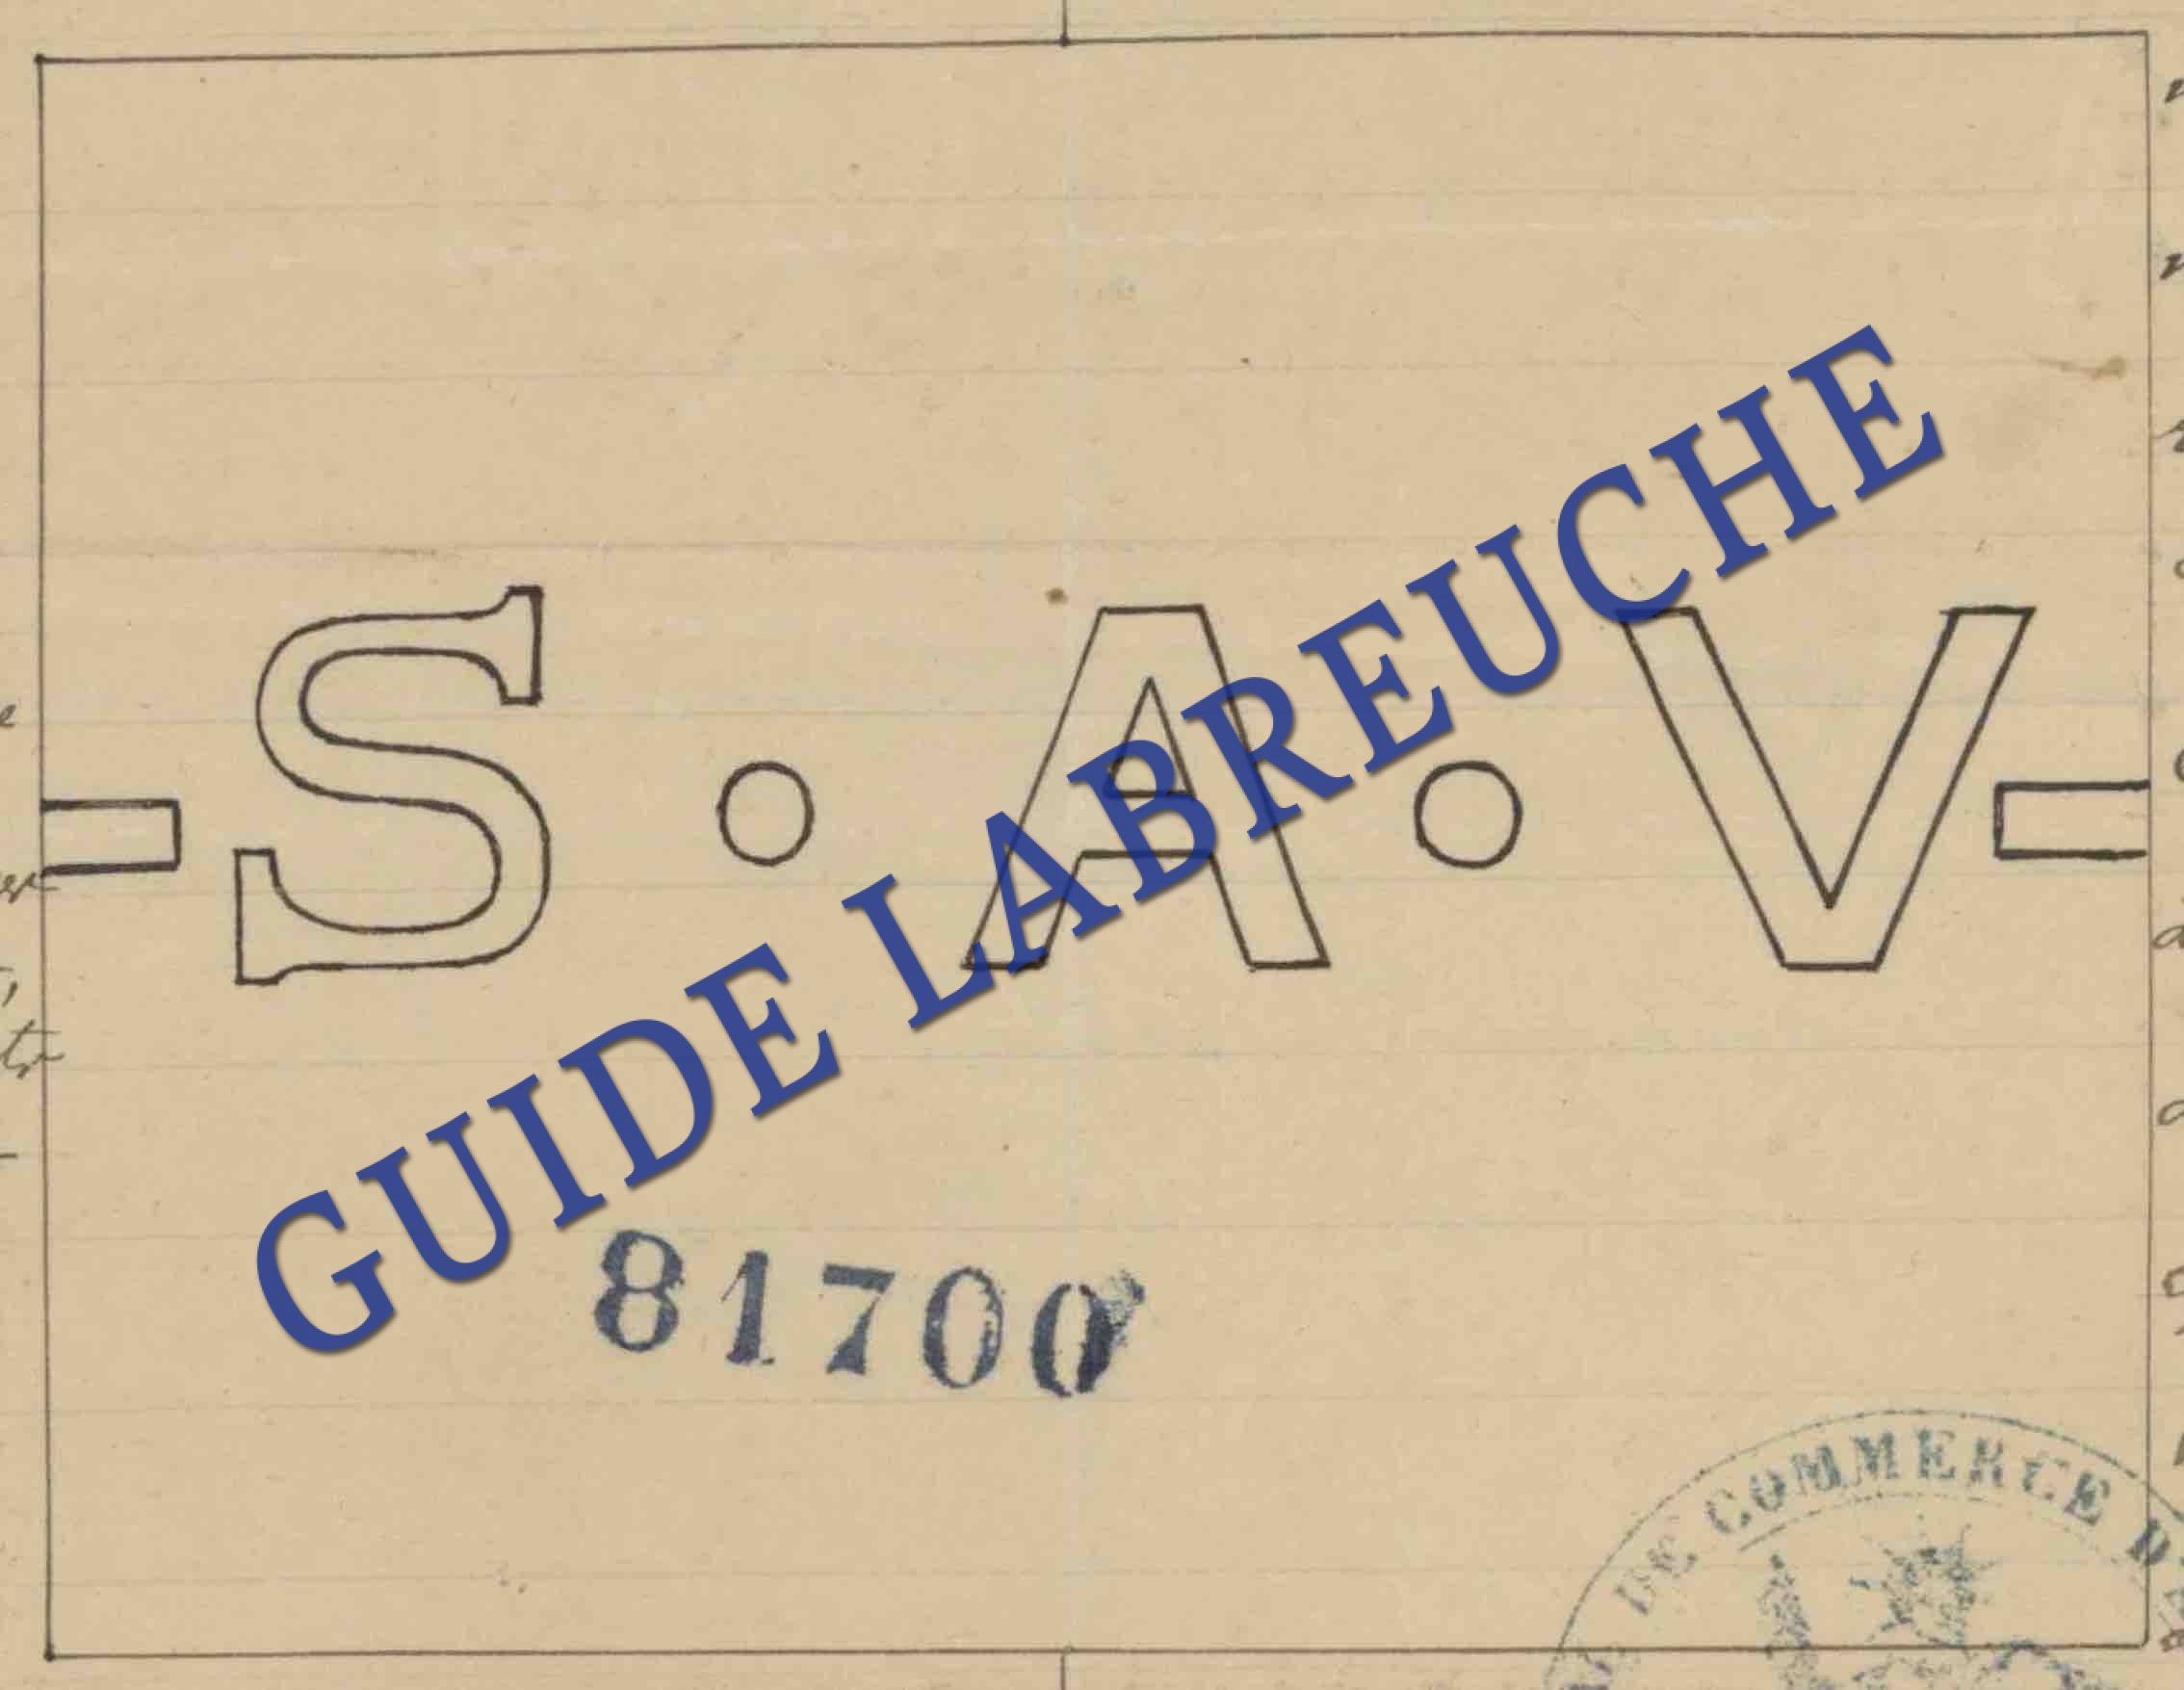 -S•A•V-
GUIDE LABREUCHE
81700
DE COMMERCE